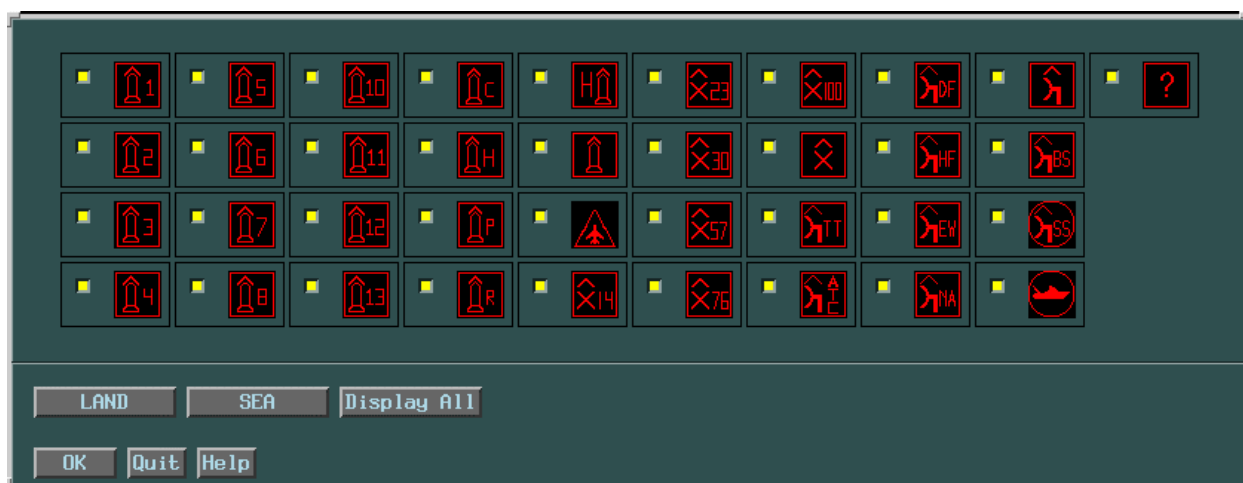 1 5 10 C H 23 100 DF ?
2 6 11 H 30 HF BS
3 7 12 P 57 TT EW SS
4 8 13 R 14 76 ATC NA
LAND SEA Display All
OK Quit Help